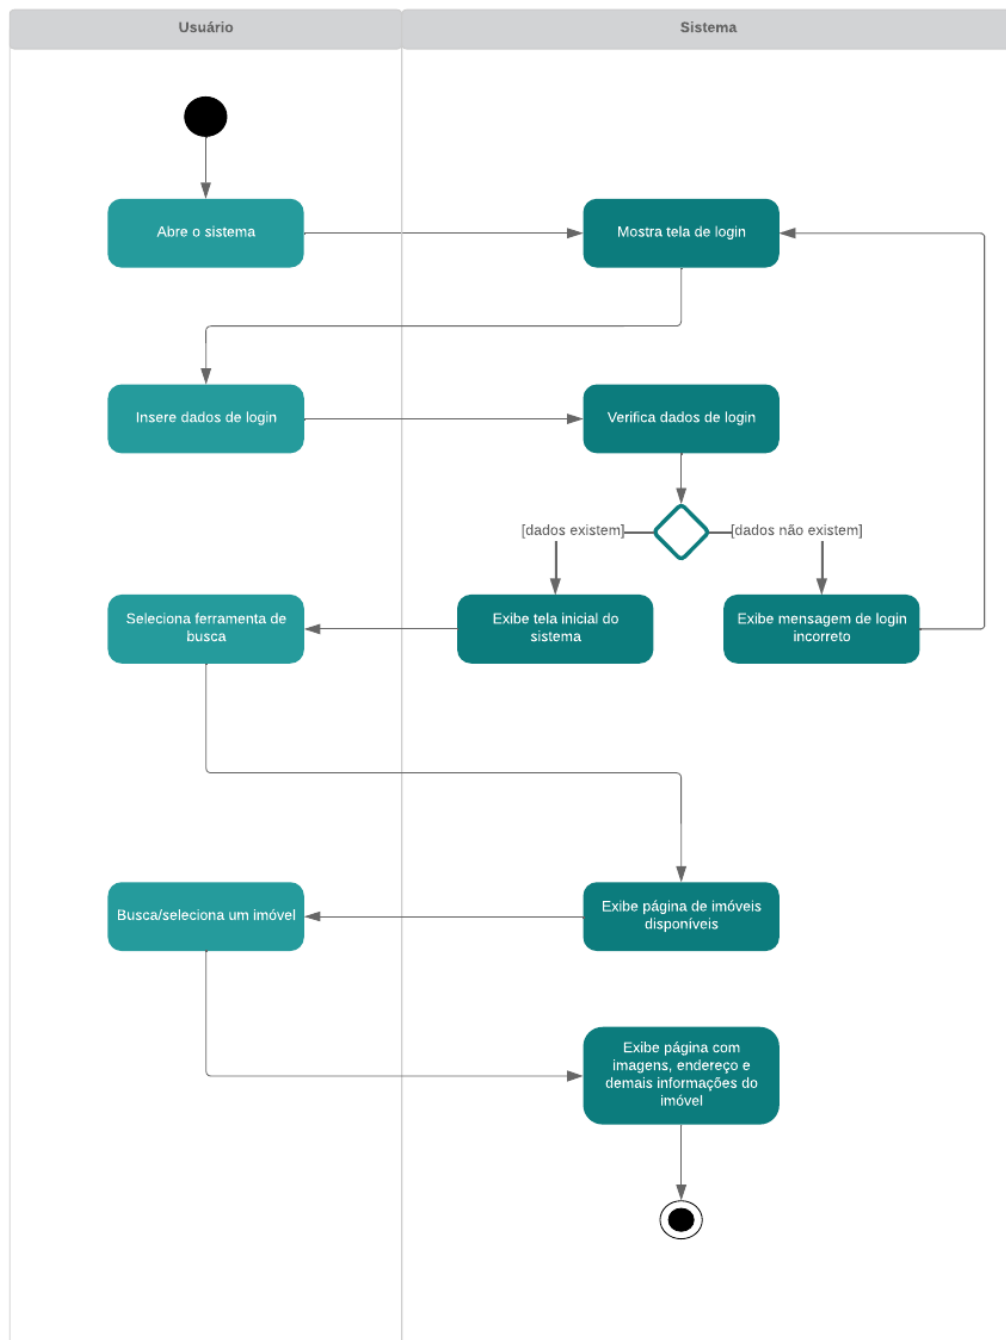 Usuário
Sistema
Abre o sistema
Mostra tela de login
Insere dados de login
Verifica dados de login
[dados existem]
[dados não existem]
Seleciona ferramenta de
busca
Exibe tela inicial do
sistema
Exibe mensagem de login
incorreto
Busca/seleciona um imóvel
Exibe página de imóveis
disponíveis
Exibe página com
imagens, endereço e
demais informações do
imóvel